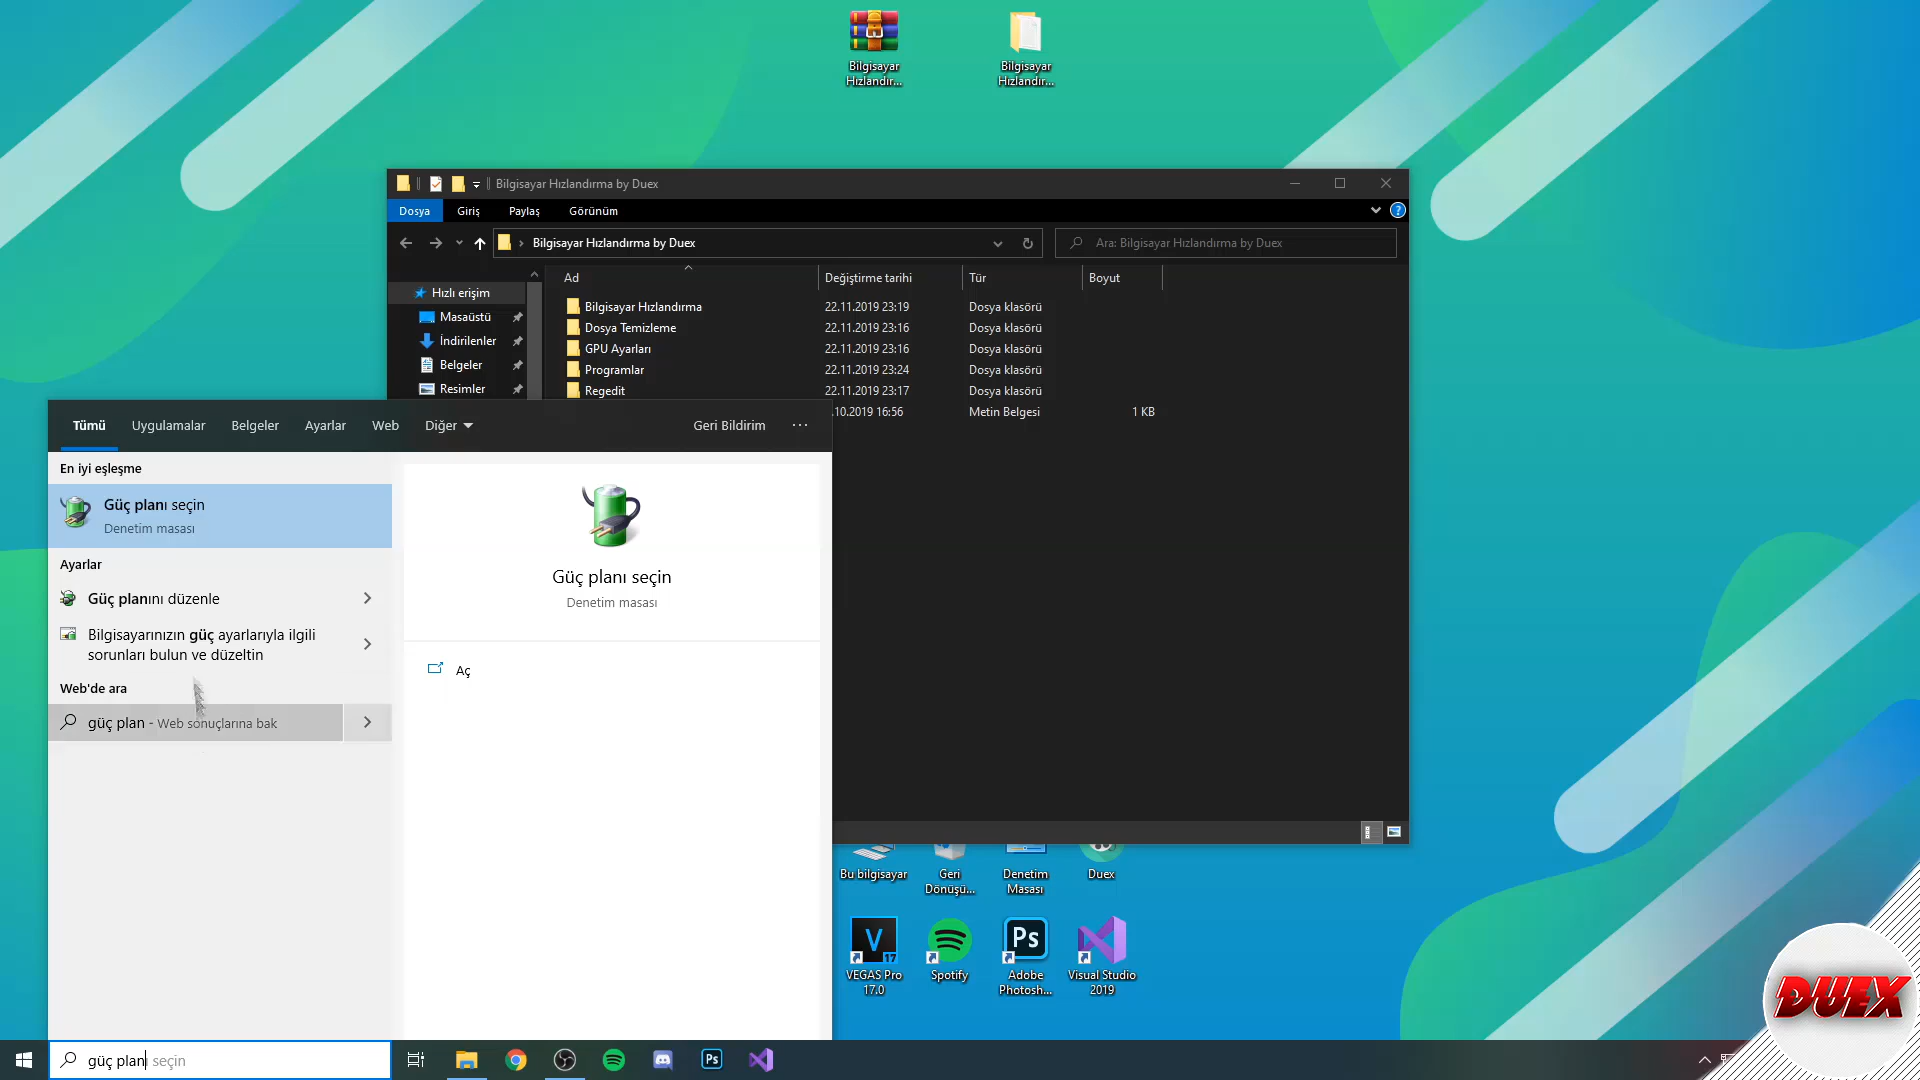 Bilgisayar
Hızlandır...
Bilgisayar
Hızlandır...
Bilgisayar Hızlandırma by Duex
Dosya
Giriş
Paylaş
Görünüm
Bilgisayar Hızlandırma by Duex
Ara: Bilgisayar Hızlandırma by Duex
Ad
Değiştirme tarihi
Tür
Boyut
Hızlı erişim
Masaüstü
İndirilenler
Belgeler
Resimler
Bilgisayar Hızlandırma 22.11.2019 23:19 Dosya klasörü
Dosya Temizleme 22.11.2019 23:16 Dosya klasörü
GPU Ayarları 22.11.2019 23:16 Dosya klasörü
Programlar 22.11.2019 23:24 Dosya klasörü
Regedit 22.11.2019 23:17 Dosya klasörü
.10.2019 16:56 Metin Belgesi 1 KB
Tümü
Uygulamalar
Belgeler
Ayarlar
Web
Diğer
Geri Bildirim
...
En iyi eşleşme
Güç planı seçin
Denetim masası
Ayarlar
Güç planını düzenle
Bilgisayarınızın güç ayarlarıyla ilgili
sorunları bulun ve düzeltin
Web'de ara
güç plan - Web sonuçlarına bak
Güç planı seçin
Denetim masası
Aç
Bu bilgisayar
Geri
Dönüşü...
Denetim
Masası
Duex
V
17
VEGAS Pro
17.0
Spotify
Ps
Adobe
Photosh...
Visual Studio
2019
DUEX
güç planı seçin
Ps